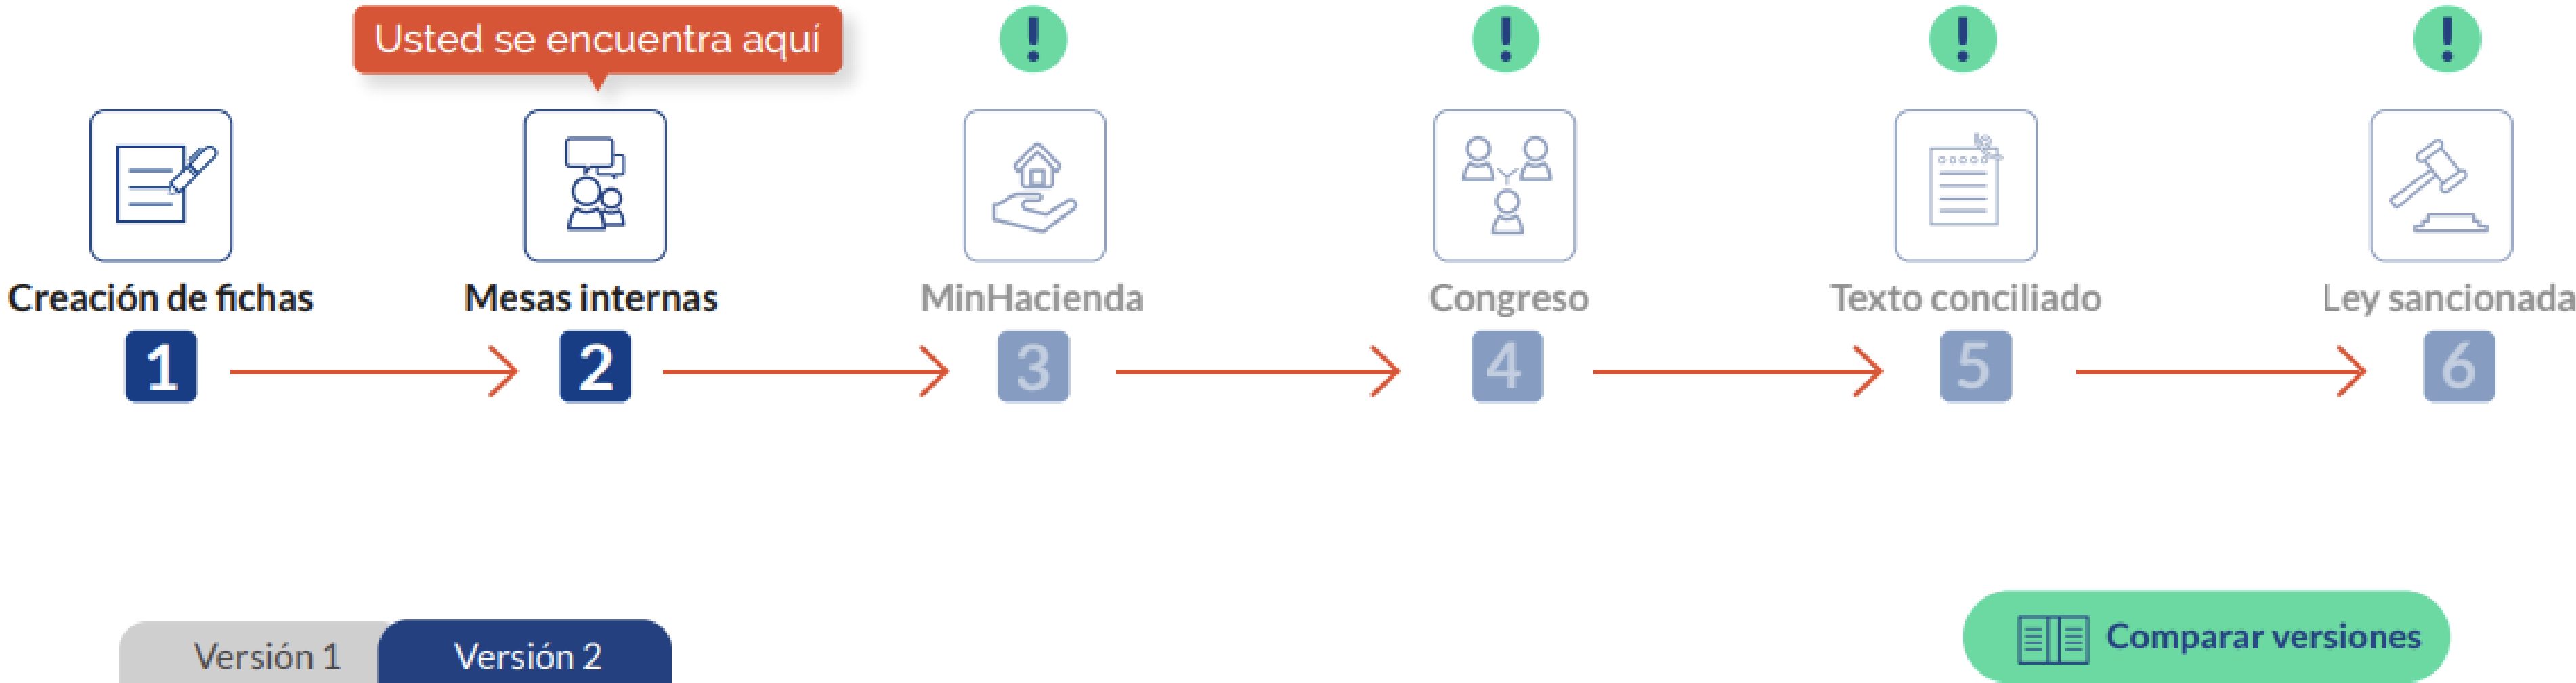 Usted se encuentra aquí
!
!
!
!
Creación de fichas
Mesas internas
MinHacienda
Congreso
Texto conciliado
Ley sancionada
1
2
3
4
5
6
Versión 1
Versión 2
Comparar versiones